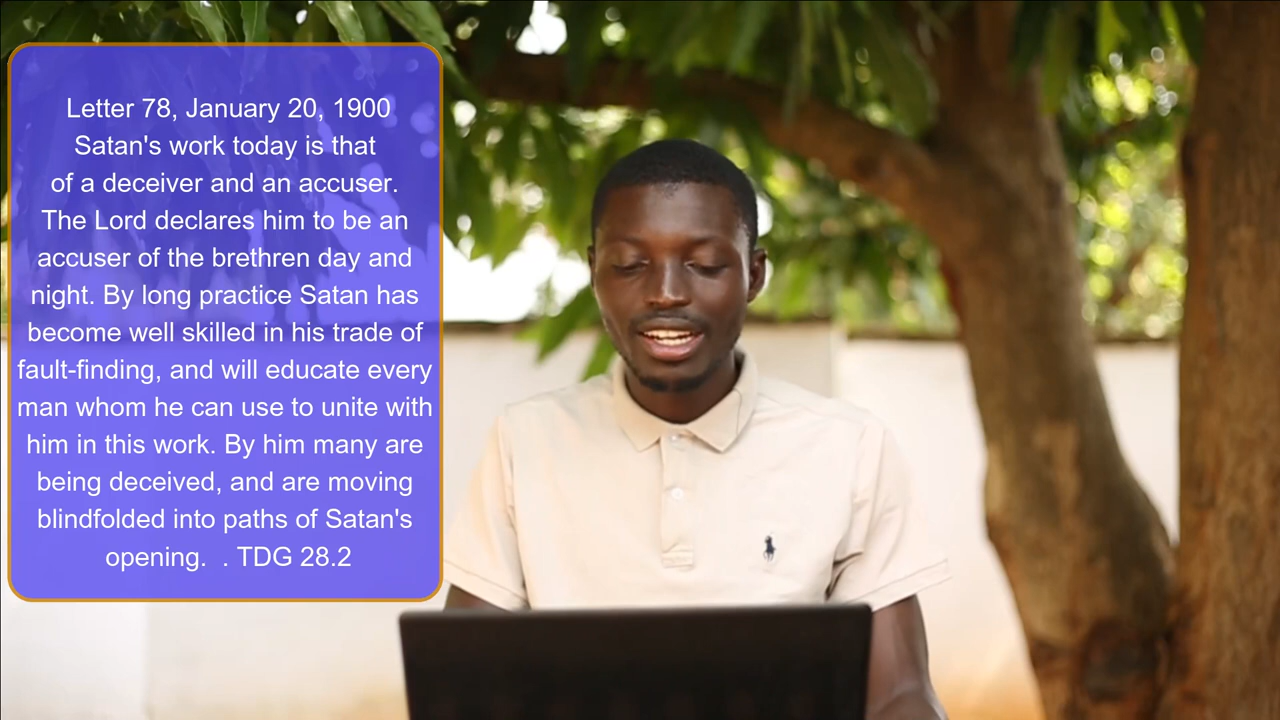 Letter 78, January 20, 1900
Satan's work today is that
of a deceiver and an accuser.
The Lord declares him to be an
accuser of the brethren day and
night. By long practice Satan has
become well skilled in his trade of
fault-finding, and will educate every
man whom he can use to unite with
him in this work. By him many are
being deceived, and are moving
blindfolded into paths of Satan's
opening.  . TDG 28.2